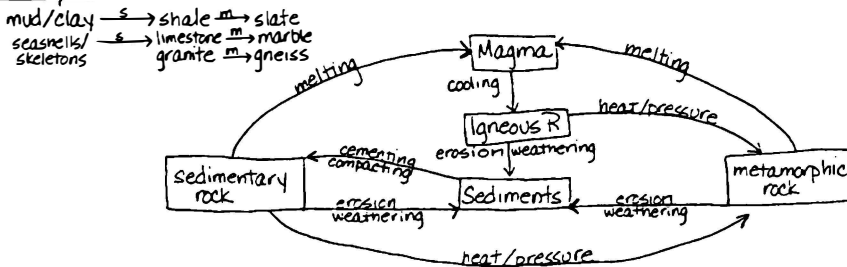 mud/clay s→ shale m→ slate
seashells/ s→ limestone m→ marble
skeletons granite m→ gneiss
Magma
melting
melting
cooling
heat/pressure
Igneous R
erosion weathering
cementing
compacting
sedimentary
rock
Sediments
metamorphic
rock
erosion
weathering
erosion
weathering
heat/pressure